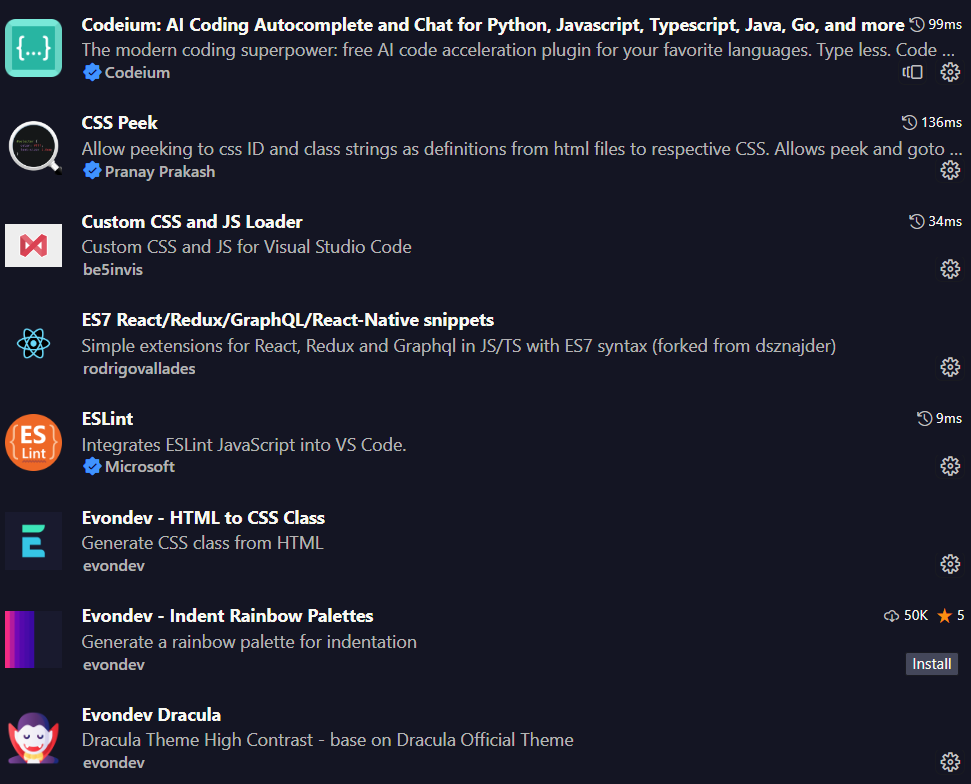 Codeium: AI Coding Autocomplete and Chat for Python, Javascript, Typescript, Java, Go, and more 99ms
The modern coding superpower: free AI code acceleration plugin for your favorite languages. Type less. Code ...
Codeium
{...}
CSS Peek 136ms
Allow peeking to css ID and class strings as definitions from html files to respective CSS. Allows peek and goto ...
Pranay Prakash
Custom CSS and JS Loader 34ms
Custom CSS and JS for Visual Studio Code
be5invis
ES7 React/Redux/GraphQL/React-Native snippets
Simple extensions for React, Redux and Graphql in JS/TS with ES7 syntax (forked from dsznajder)
rodrigovallades
ESLint 9ms
{ES}
Lint
Integrates ESLint JavaScript into VS Code.
Microsoft
Evondev - HTML to CSS Class
Generate CSS class from HTML
evondev
E
Evondev - Indent Rainbow Palettes 50K 5
Generate a rainbow palette for indentation
evondev Install
Evondev Dracula
Dracula Theme High Contrast - base on Dracula Official Theme
evondev